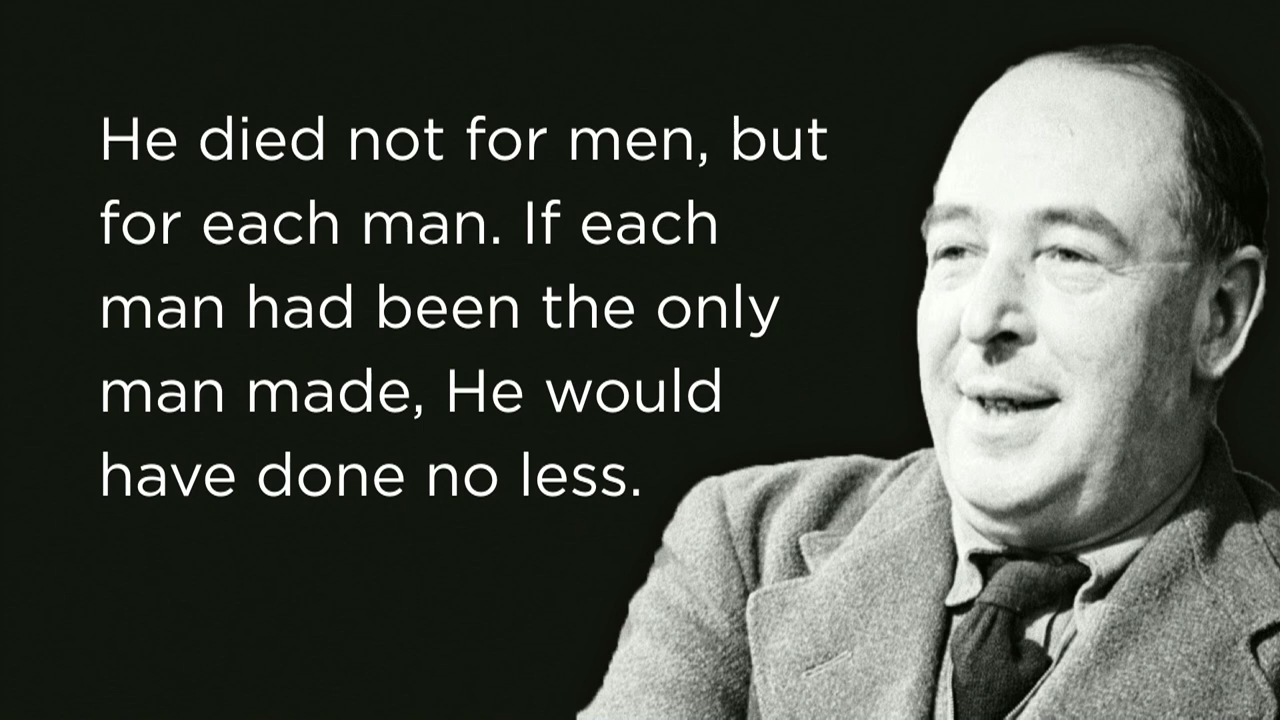 He died not for men, but
for each man. If each
man had been the only
man made, He would
have done no less.